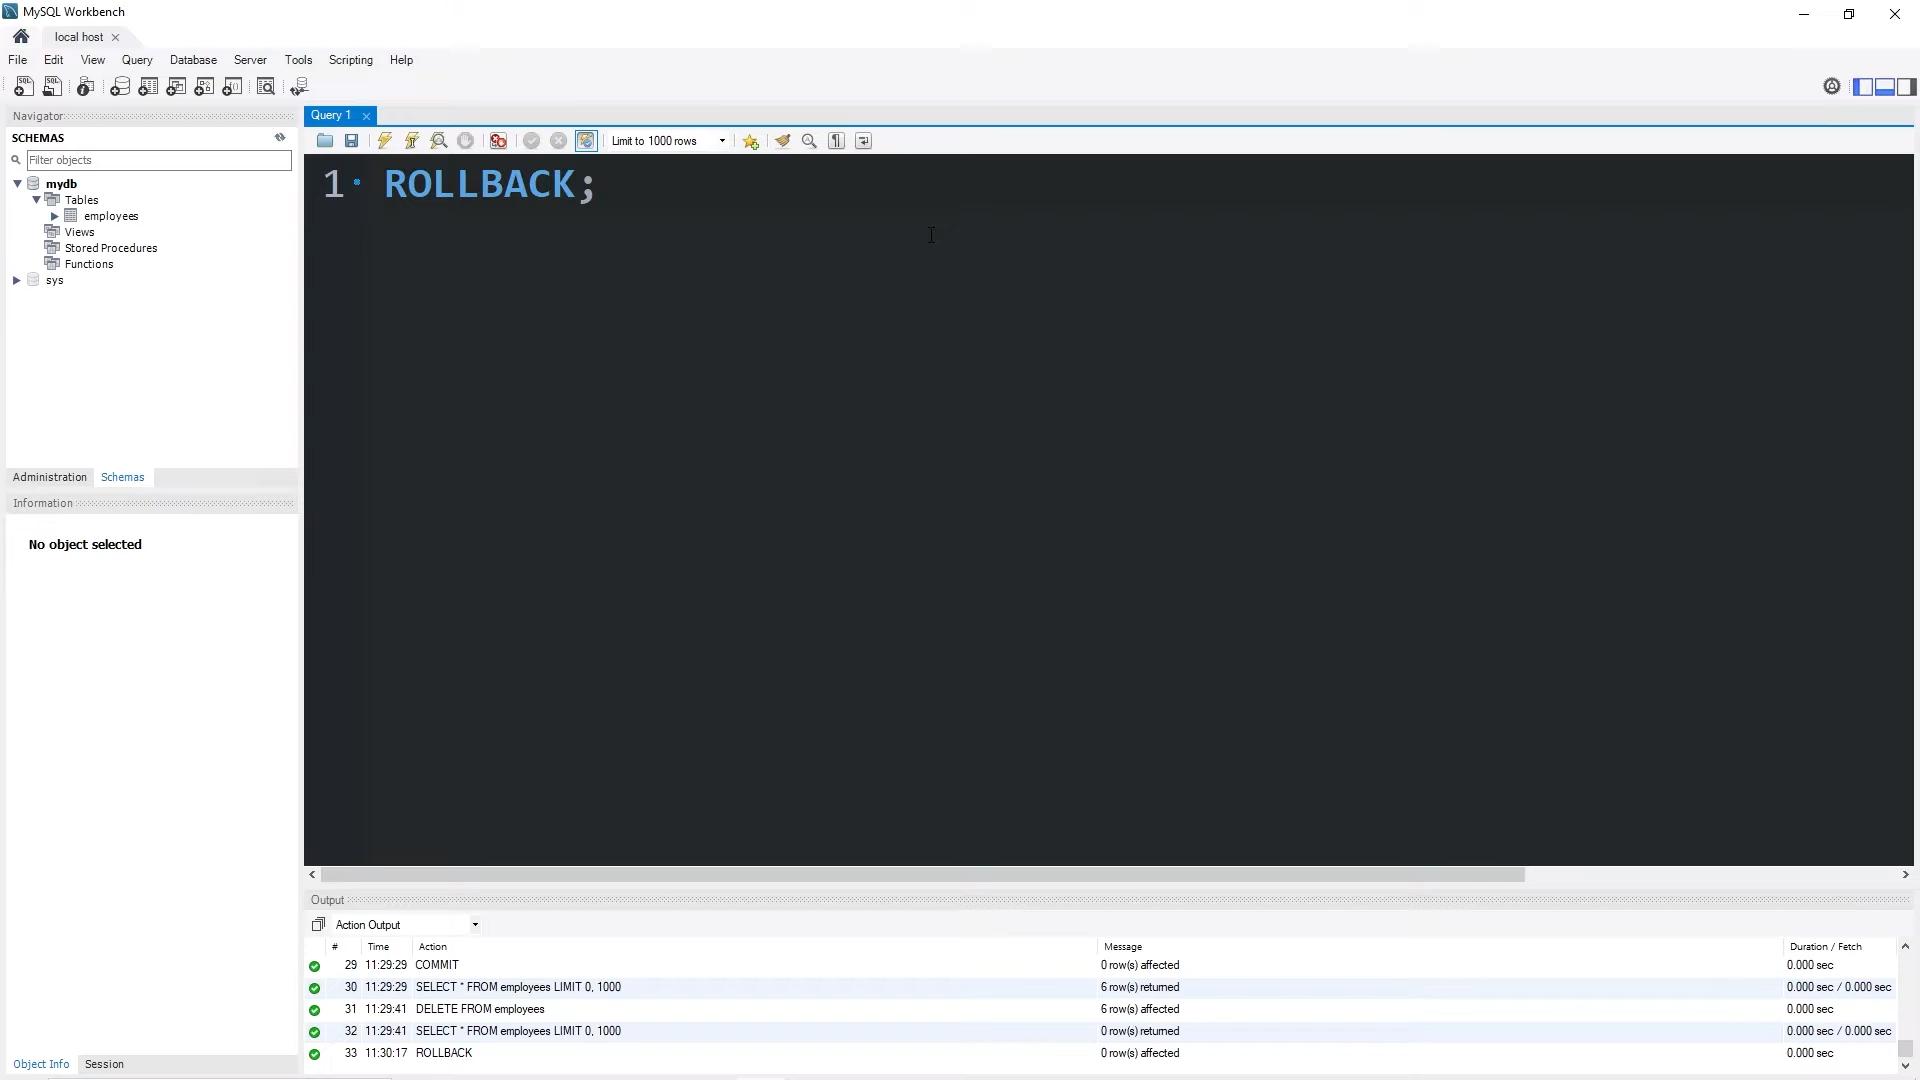 MySQL Workbench
local host
File Edit View Query Database Server Tools Scripting Help
Navigator
SCHEMAS
Filter objects
mydb
Tables
employees
Views
Stored Procedures
Functions
sys
Administration Schemas
Information
No object selected
Object Info Session
Query 1
Limit to 1000 rows
1 ROLLBACK;
Output
Action Output
# Time Action Message Duration / Fetch
29 11:29:29 COMMIT 0 row(s) affected 0.000 sec
30 11:29:29 SELECT * FROM employees LIMIT 0, 1000 6 row(s) returned 0.000 sec / 0.000 sec
31 11:29:41 DELETE FROM employees 6 row(s) affected 0.000 sec
32 11:29:41 SELECT * FROM employees LIMIT 0, 1000 0 row(s) returned 0.000 sec / 0.000 sec
33 11:30:17 ROLLBACK 0 row(s) affected 0.000 sec